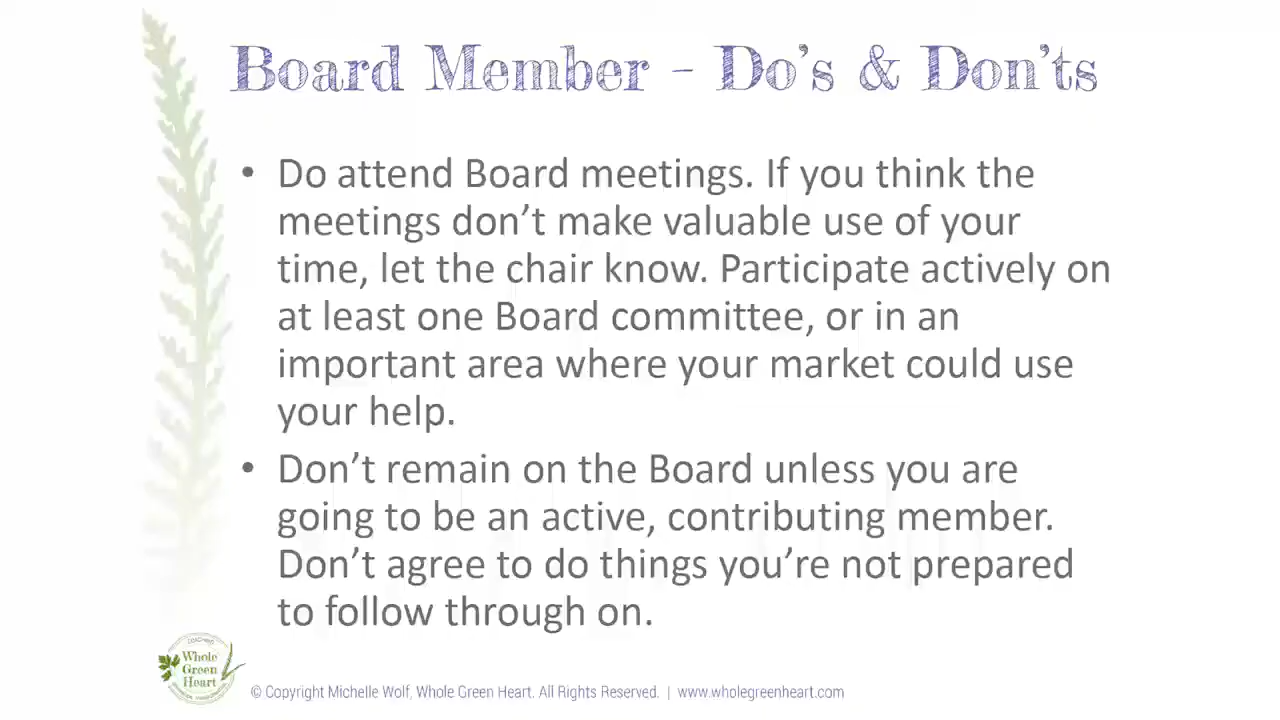 Board Member - Do's & Don'ts
• Do attend Board meetings. If you think the
meetings don't make valuable use of your
time, let the chair know. Participate actively on
at least one Board committee, or in an
important area where your market could use
your help.
• Don't remain on the Board unless you are
going to be an active, contributing member.
Don't agree to do things you're not prepared
to follow through on.
Whole
Green
Heart
© Copyright Michelle Wolf, Whole Green Heart. All Rights Reserved. | www.wholegreenheart.com